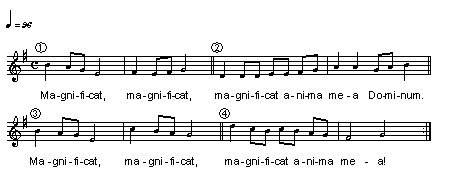 ♩ = 96
① ②
Ma-gni-fi-cat, ma-gni-fi-cat, ma-gni-fi-cat a-ni-ma me-a Do-mi-num.
③ ④
Ma-gni-fi-cat, ma-gni-fi-cat, ma-gni-fi-cat a-ni-ma me - a!